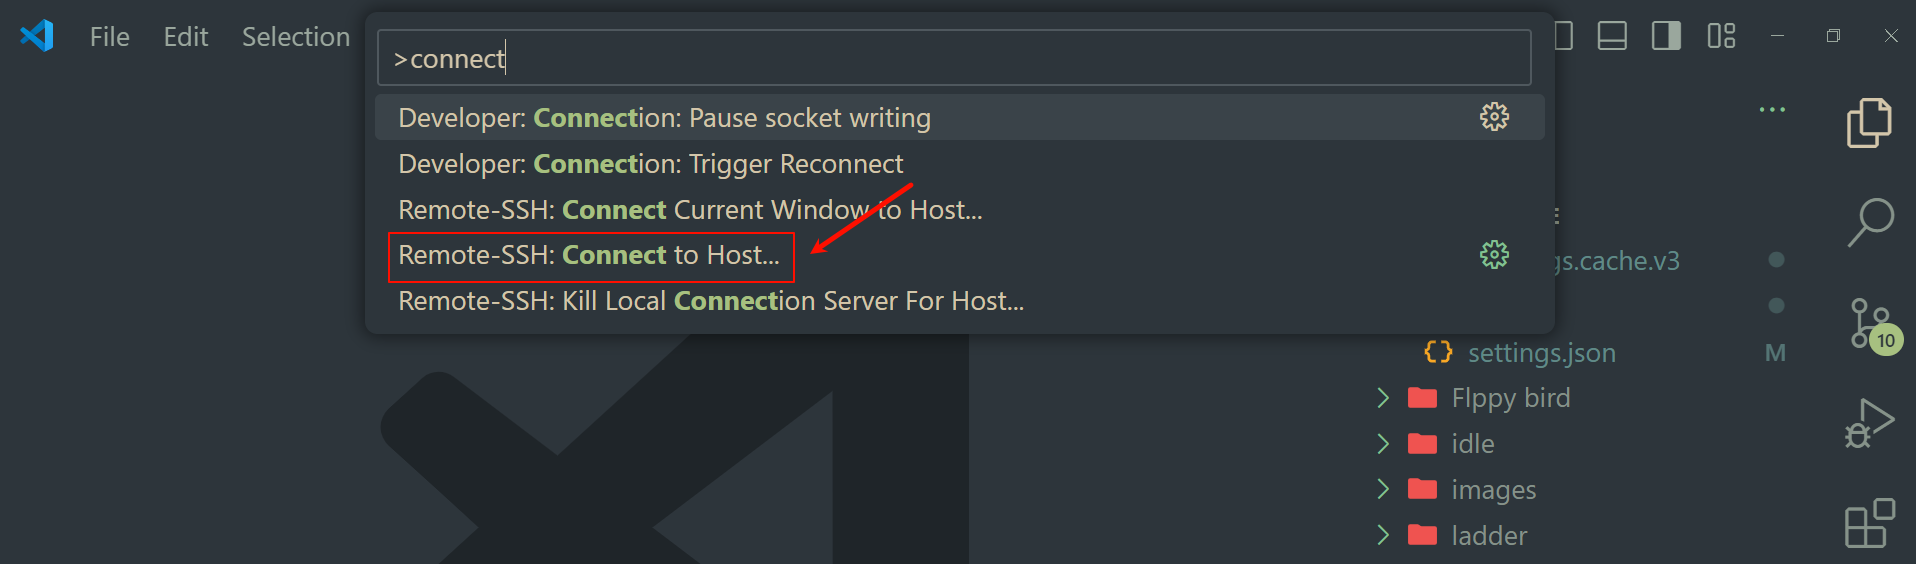 File Edit Selection
>connect
Developer: Connection: Pause socket writing
Developer: Connection: Trigger Reconnect
Remote-SSH: Connect Current Window to Host...
Remote-SSH: Connect to Host...
Remote-SSH: Kill Local Connection Server For Host...
gs.cache.v3
settings.json M
Flppy bird
idle
images
ladder
10